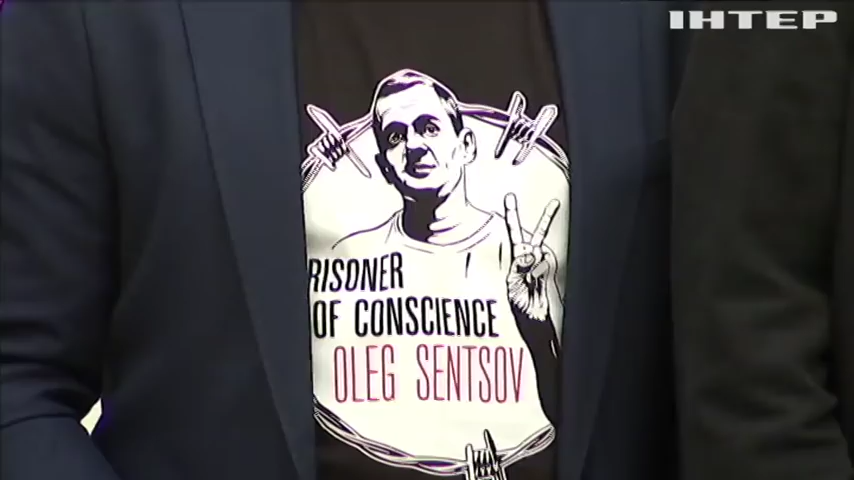 ІНТЕР
RISONER
OF CONSCIENCE
OLEG SENTSOV